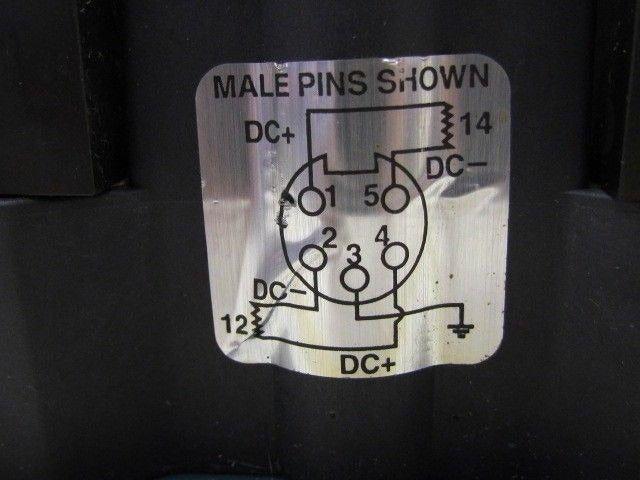 MALE PINS SHOWN
DC+
14
DC-
1
5
2
3
4
DC-
12
DC+